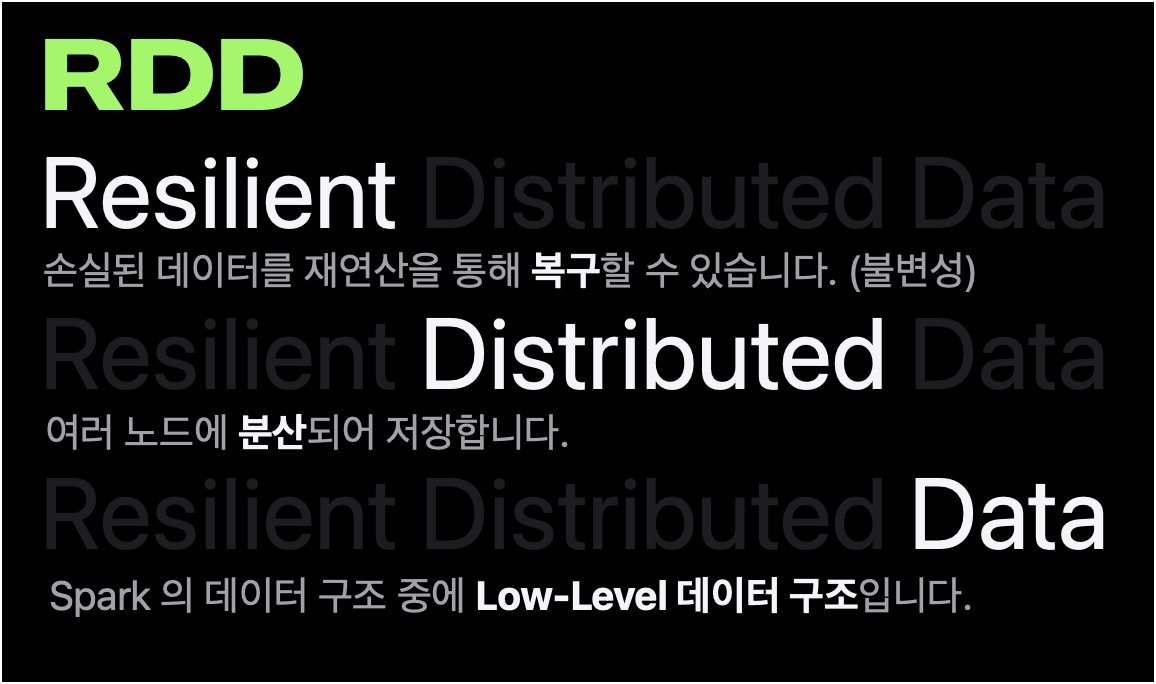 RDD
Resilient Distributed Data
손실된 데이터를 재연산을 통해 복구할 수 있습니다. (불변성)
Resilient Distributed Data
여러 노드에 분산되어 저장합니다.
Resilient Distributed Data
Spark 의 데이터 구조 중에 Low-Level 데이터 구조입니다.